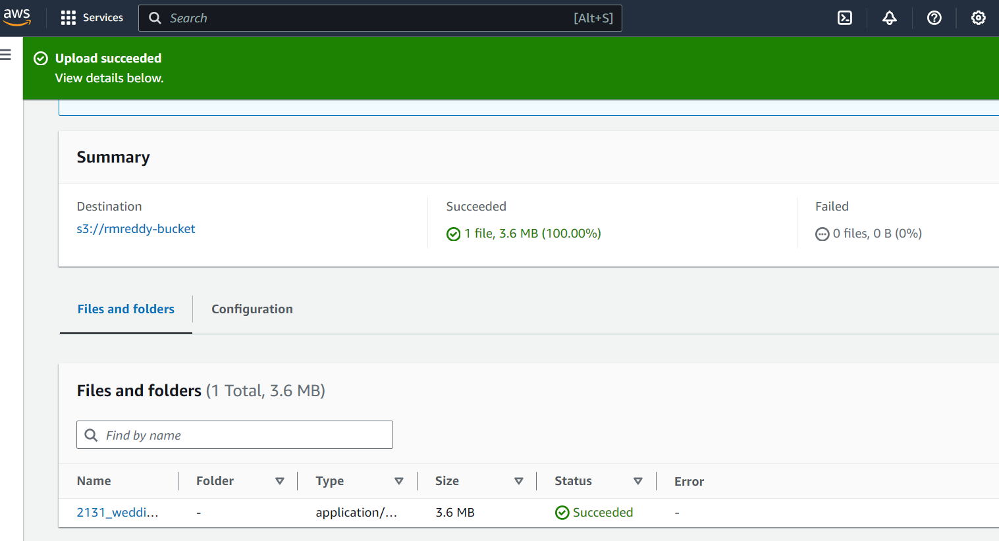 aws Services Search [Alt+S]
Upload succeeded
View details below.
Summary
Destination
s3://rmreddy-bucket
Succeeded
1 file, 3.6 MB (100.00%)
Failed
0 files, 0 B (0%)
Files and folders Configuration
Files and folders (1 Total, 3.6 MB)
Find by name
Name Folder Type Size Status Error
2131_weddi... - application/... 3.6 MB Succeeded -